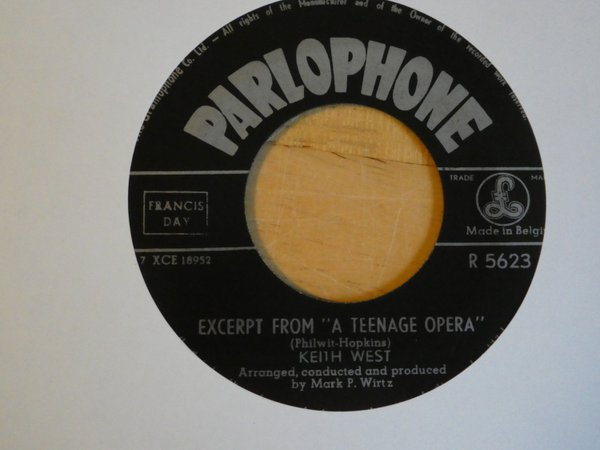 Gramophone Co. Ltd. - All rights of the Manufacturer and of the Owner of the recorded work
PARLOPHONE
FRANCIS
DAY
TRADE MA
£
Made in Belgi
7 XCE 18952
R 5623
EXCERPT FROM "A TEENAGE OPERA"
(Philwit-Hopkins)
KEITH WEST
Arranged, conducted and produced
by Mark P. Wirtz